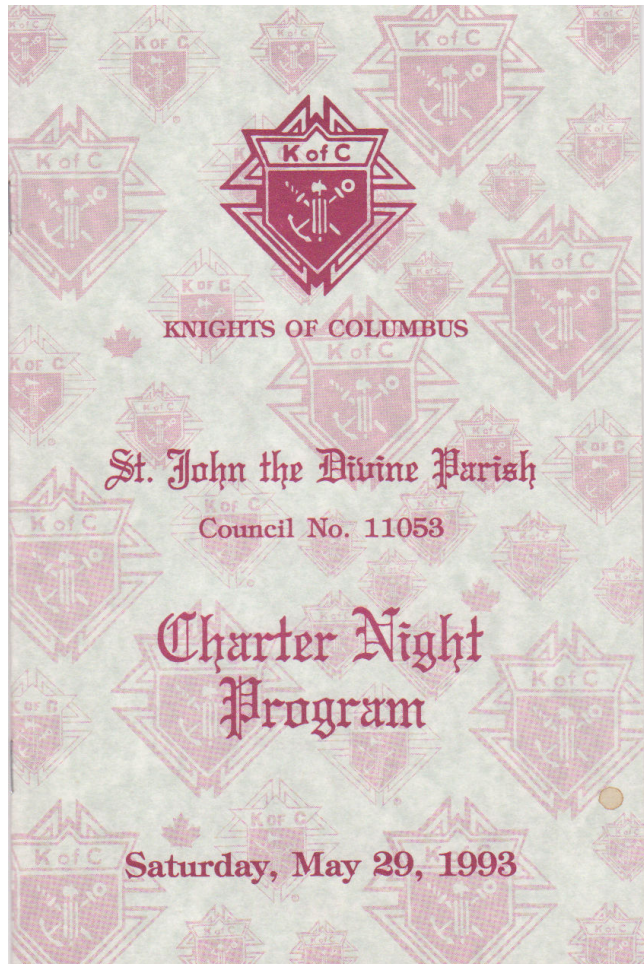 K of C
KNIGHTS OF COLUMBUS
St. John the Divine Parish
Council No. 11053
Charter Night
Program
Saturday, May 29, 1993